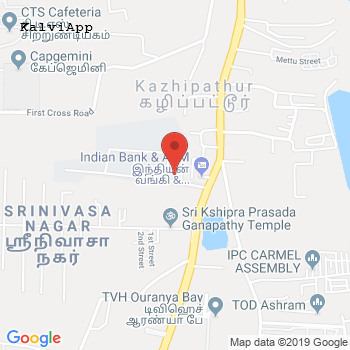 CTS Cafeteria
KalviApp
சிற்றுண்டிபகம்
Capgemini
கேப்ஜெமினி
Mettu Street
Kazhipathur
கழிப்பட்டூர்
First Cross Road
Indian Bank & ATM
இந்தியன்
வங்கி &...
SRINIVASA
NAGAR
ஸ்ரீநிவாசா
நகர்
Sri Kshipra Prasada
Ganapathy Temple
1st Street
2nd Street
IPC CARMEL
ASSEMBLY
TVH Ouranya Bay
டிவிஹெச்
ஆரண்யா பே
TOD Ashram
Google
Map data ©2019 Google